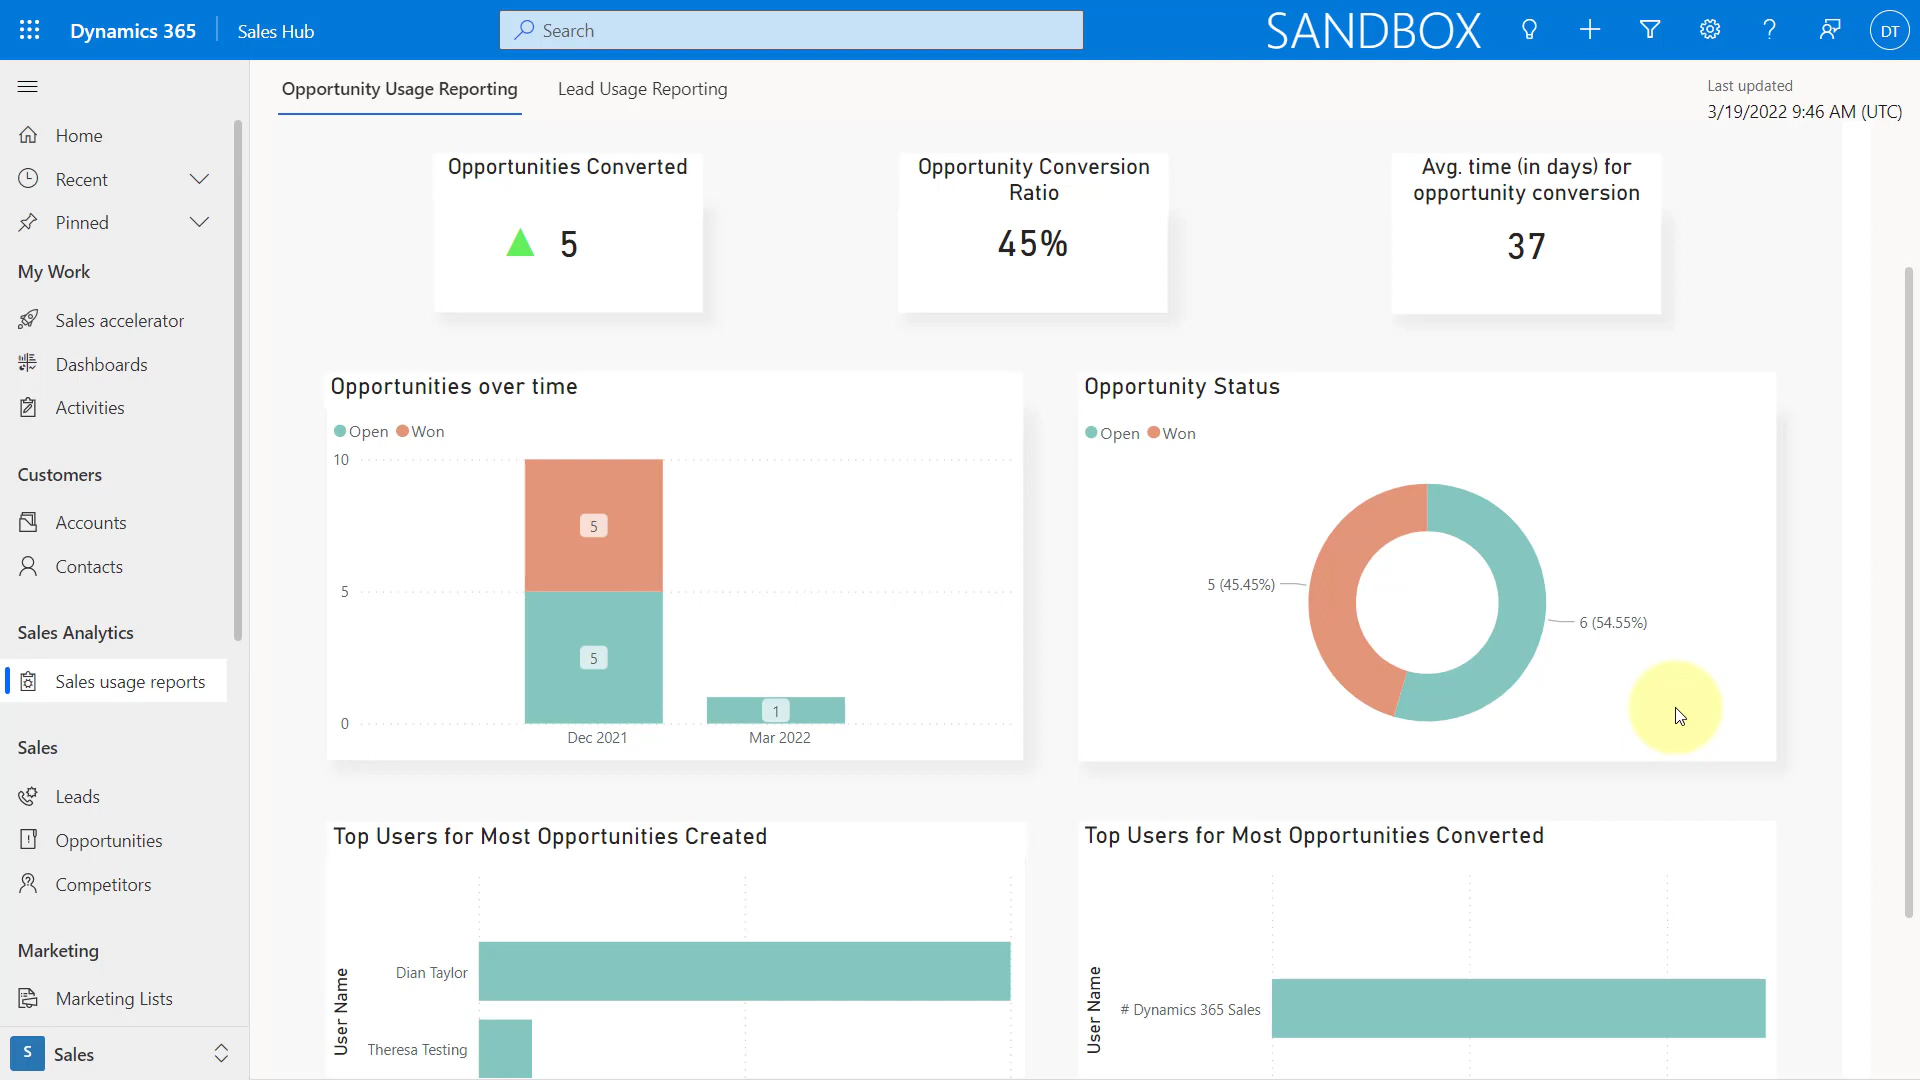 Dynamics 365
Sales Hub
Search
SANDBOX
DT
Home
Recent
Pinned
My Work
Sales accelerator
Dashboards
Activities
Customers
Accounts
Contacts
Sales Analytics
Sales usage reports
Sales
Leads
Opportunities
Competitors
Marketing
Marketing Lists
S
Sales
Opportunity Usage Reporting
Lead Usage Reporting
Last updated
3/19/2022 9:46 AM (UTC)
Opportunities Converted
5
Opportunity Conversion
Ratio
45%
Avg. time (in days) for
opportunity conversion
37
Opportunities over time
Open
Won
10
5
0
5
5
1
Dec 2021
Mar 2022
Opportunity Status
Open
Won
5 (45.45%)
6 (54.55%)
Top Users for Most Opportunities Created
User Name
Dian Taylor
Theresa Testing
Top Users for Most Opportunities Converted
User Name
# Dynamics 365 Sales